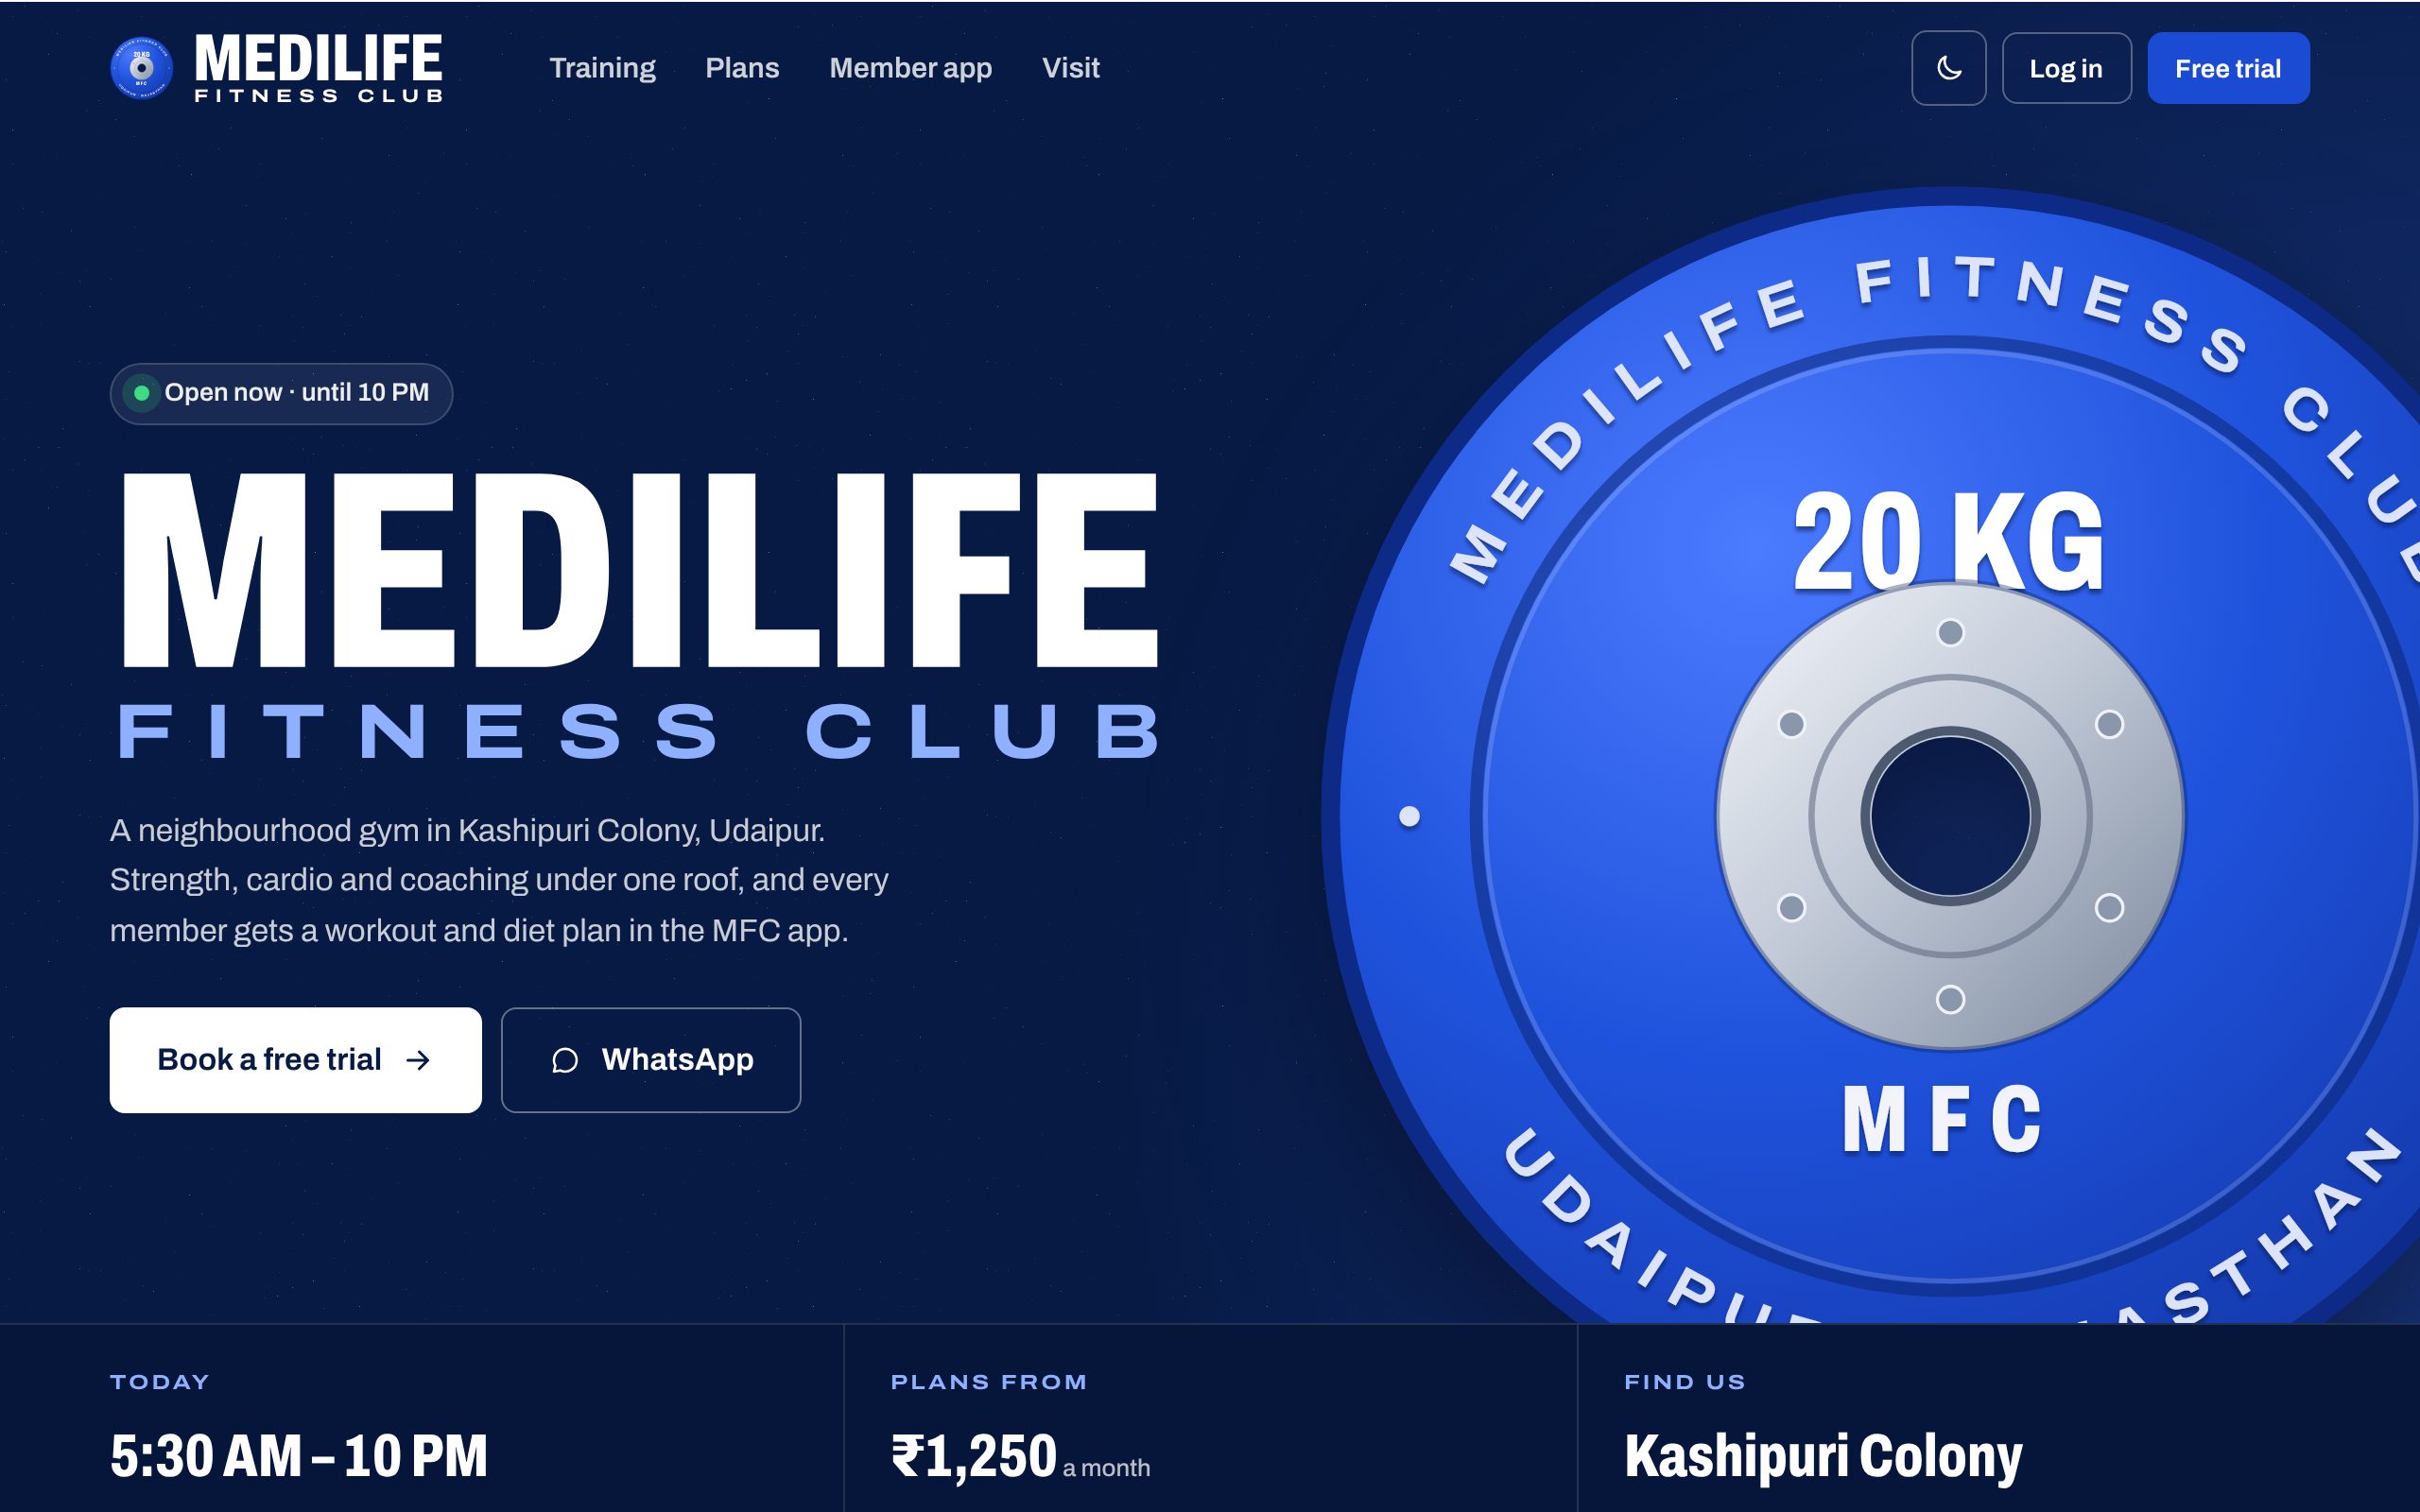 MEDILIFE
FITNESS CLUB
Training
Plans
Member app
Visit
Log in
Free trial
Open now · until 10 PM
MEDILIFE
FITNESS CLUB
A neighbourhood gym in Kashipuri Colony, Udaipur.
Strength, cardio and coaching under one roof, and every
member gets a workout and diet plan in the MFC app.
Book a free trial
WhatsApp
MEDILIFE FITNESS CLUB
20 KG
MFC
TODAY
5:30 AM – 10 PM
PLANS FROM
₹1,250 a month
FIND US
Kashipuri Colony